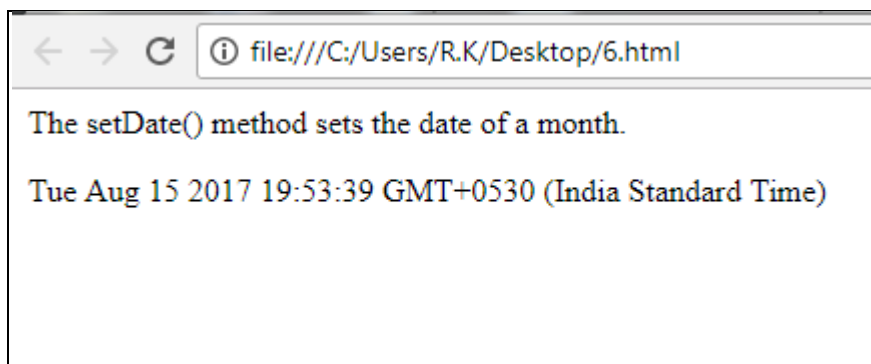 file:///C:/Users/R.K/Desktop/6.html
The setDate() method sets the date of a month.
Tue Aug 15 2017 19:53:39 GMT+0530 (India Standard Time)